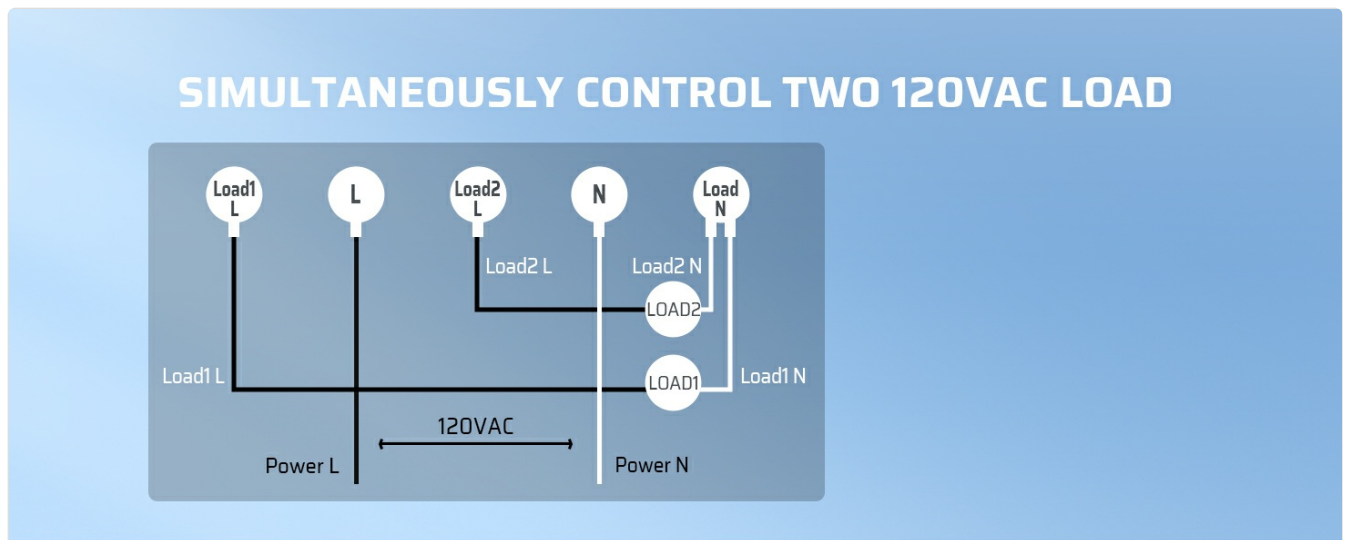 SIMULTANEOUSLY CONTROL TWO 120VAC LOAD
Load1
L
L
Load2
L
N
Load
N
Load2 L
Load2 N
LOAD2
Load1 L
LOAD1
Load1 N
120VAC
Power L
Power N